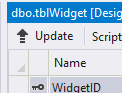 dbo.tblWidget [Desig
Update Script
Name
WidgetID